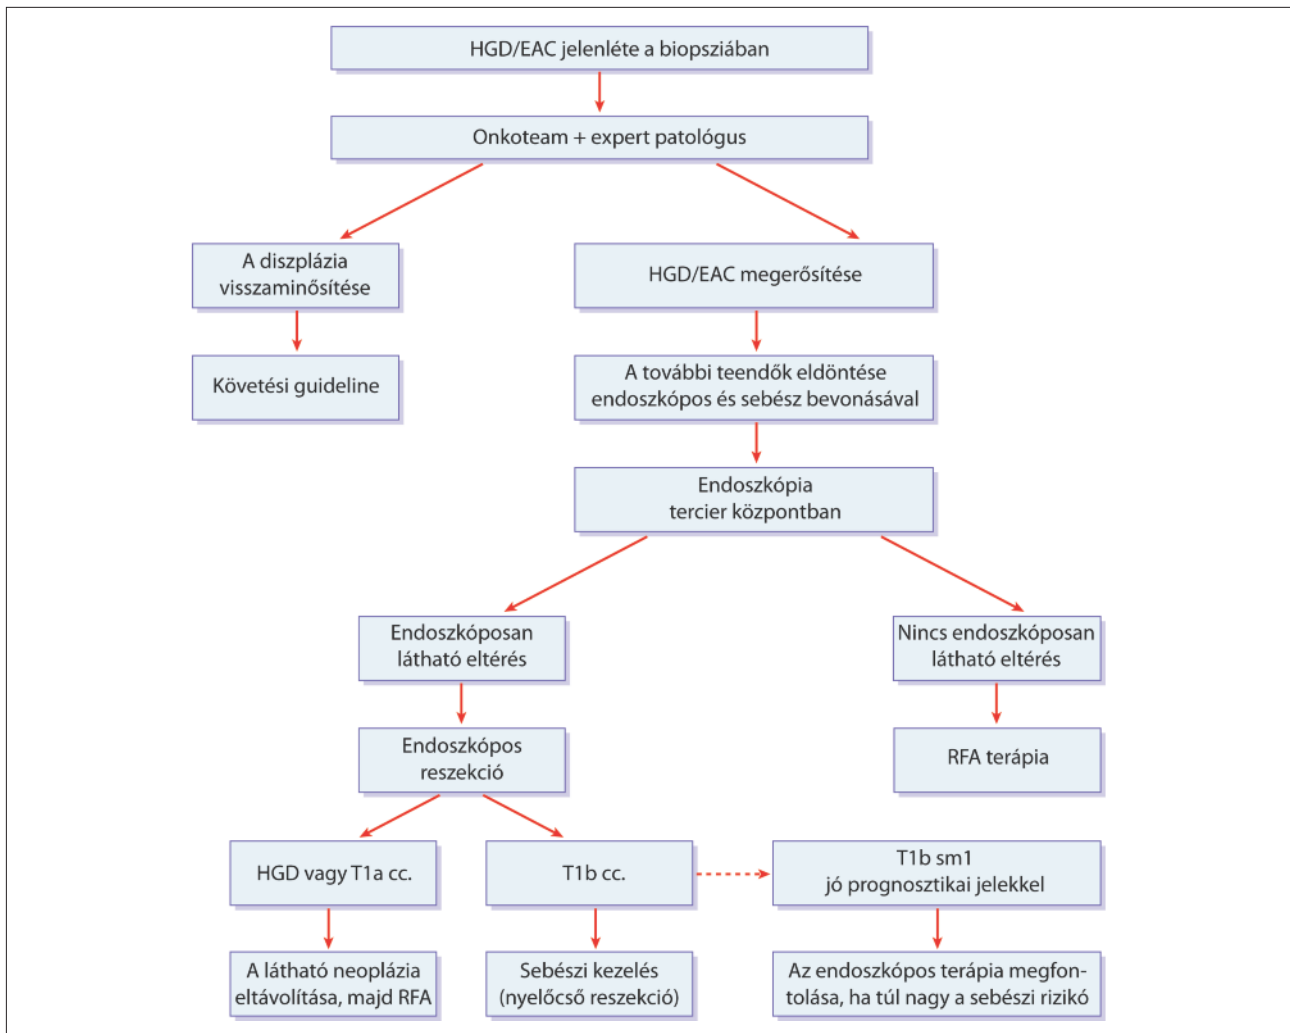 HGD/EAC jelenléte a biopsziában
Onkoteam + expert patológus
A diszplázia
visszaminősítése
HGD/EAC megerősítése
Követési guideline
A további teendők eldöntése
endoszkópos és sebész bevonásával
Endoszkópia
tercier központban
Endoszkóposan
látható eltérés
Nincs endoszkóposan
látható eltérés
Endoszkópos
reszekció
RFA terápia
HGD vagy T1a cc.
T1b cc.
T1b sm1
jó prognosztikai jelekkel
A látható neoplázia
eltávolítása, majd RFA
Sebészi kezelés
(nyelőcső reszekció)
Az endoszkópos terápia megfon-
tolása, ha túl nagy a sebészi rizikó